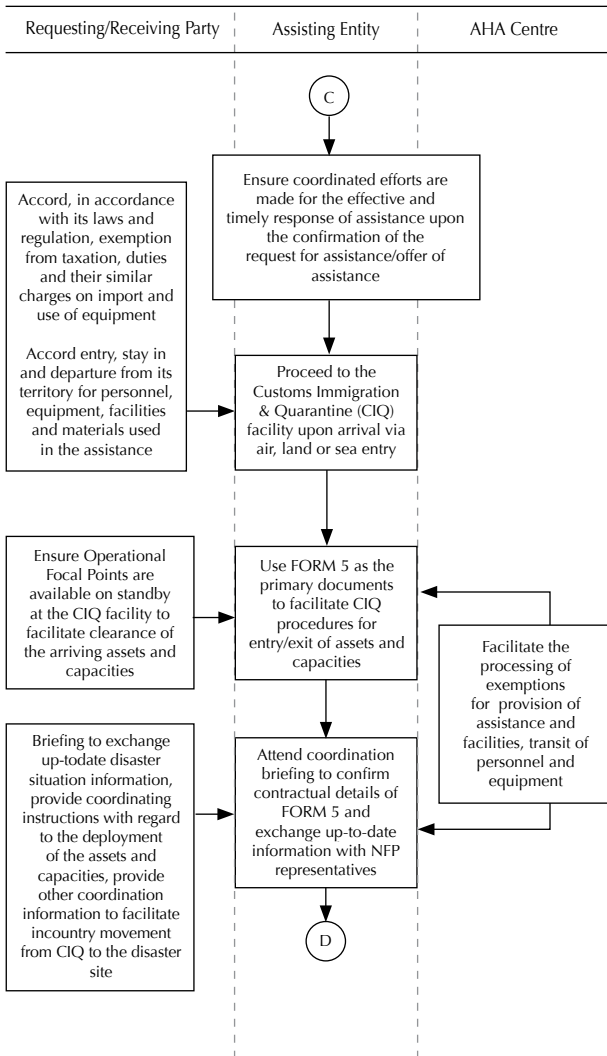 Requesting/Receiving Party
Assisting Entity
AHA Centre
C
Ensure coordinated efforts are
made for the effective and
timely response of assistance upon
the confirmation of the
request for assistance/offer of
assistance
Accord, in accordance
with its laws and
regulation, exemption
from taxation, duties
and their similar
charges on import and
use of equipment
Accord entry, stay in
and departure from its
territory for personnel,
equipment, facilities
and materials used
in the assistance
Proceed to the
Customs Immigration
& Quarantine (CIQ)
facility upon arrival via
air, land or sea entry
Ensure Operational
Focal Points are
available on standby
at the CIQ facility to
facilitate clearance of
the arriving assets and
capacities
Use FORM 5 as the
primary documents
to facilitate CIQ
procedures for
entry/exit of assets and
capacities
Facilitate the
processing of
exemptions
for provision of
assistance and
facilities, transit of
personnel and
equipment
Briefing to exchange
up-todate disaster
situation information,
provide coordinating
instructions with regard
to the deployment
of the assets and
capacities, provide
other coordination
information to facilitate
incountry movement
from CIQ to the disaster
site
Attend coordination
briefing to confirm
contractual details of
FORM 5 and
exchange up-to-date
information with NFP
representatives
D